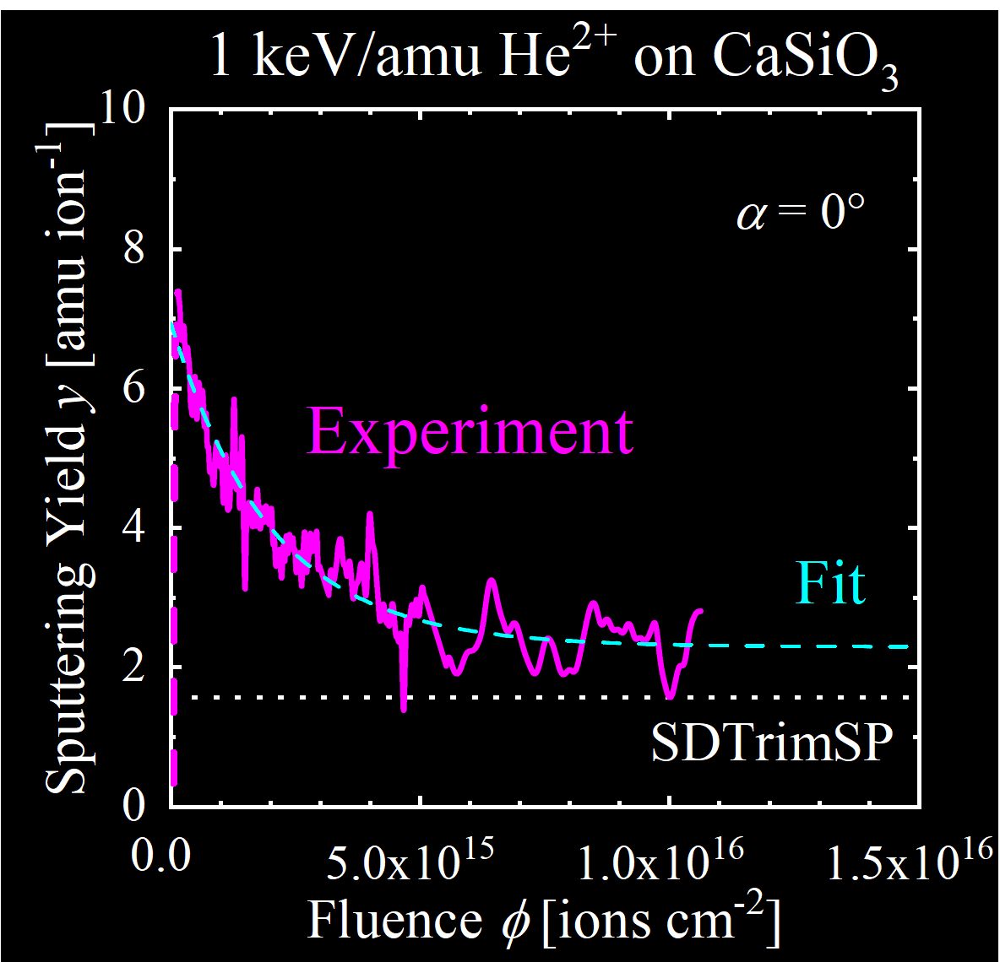 1 keV/amu He²⁺ on CaSiO₃
10
8
6
4
2
0
Sputtering Yield y [amu ion⁻¹]
α = 0°
Experiment
Fit
SDTrimSP
0.0
5.0x10¹⁵
1.0x10¹⁶
1.5x10¹⁶
Fluence ϕ [ions cm⁻²]